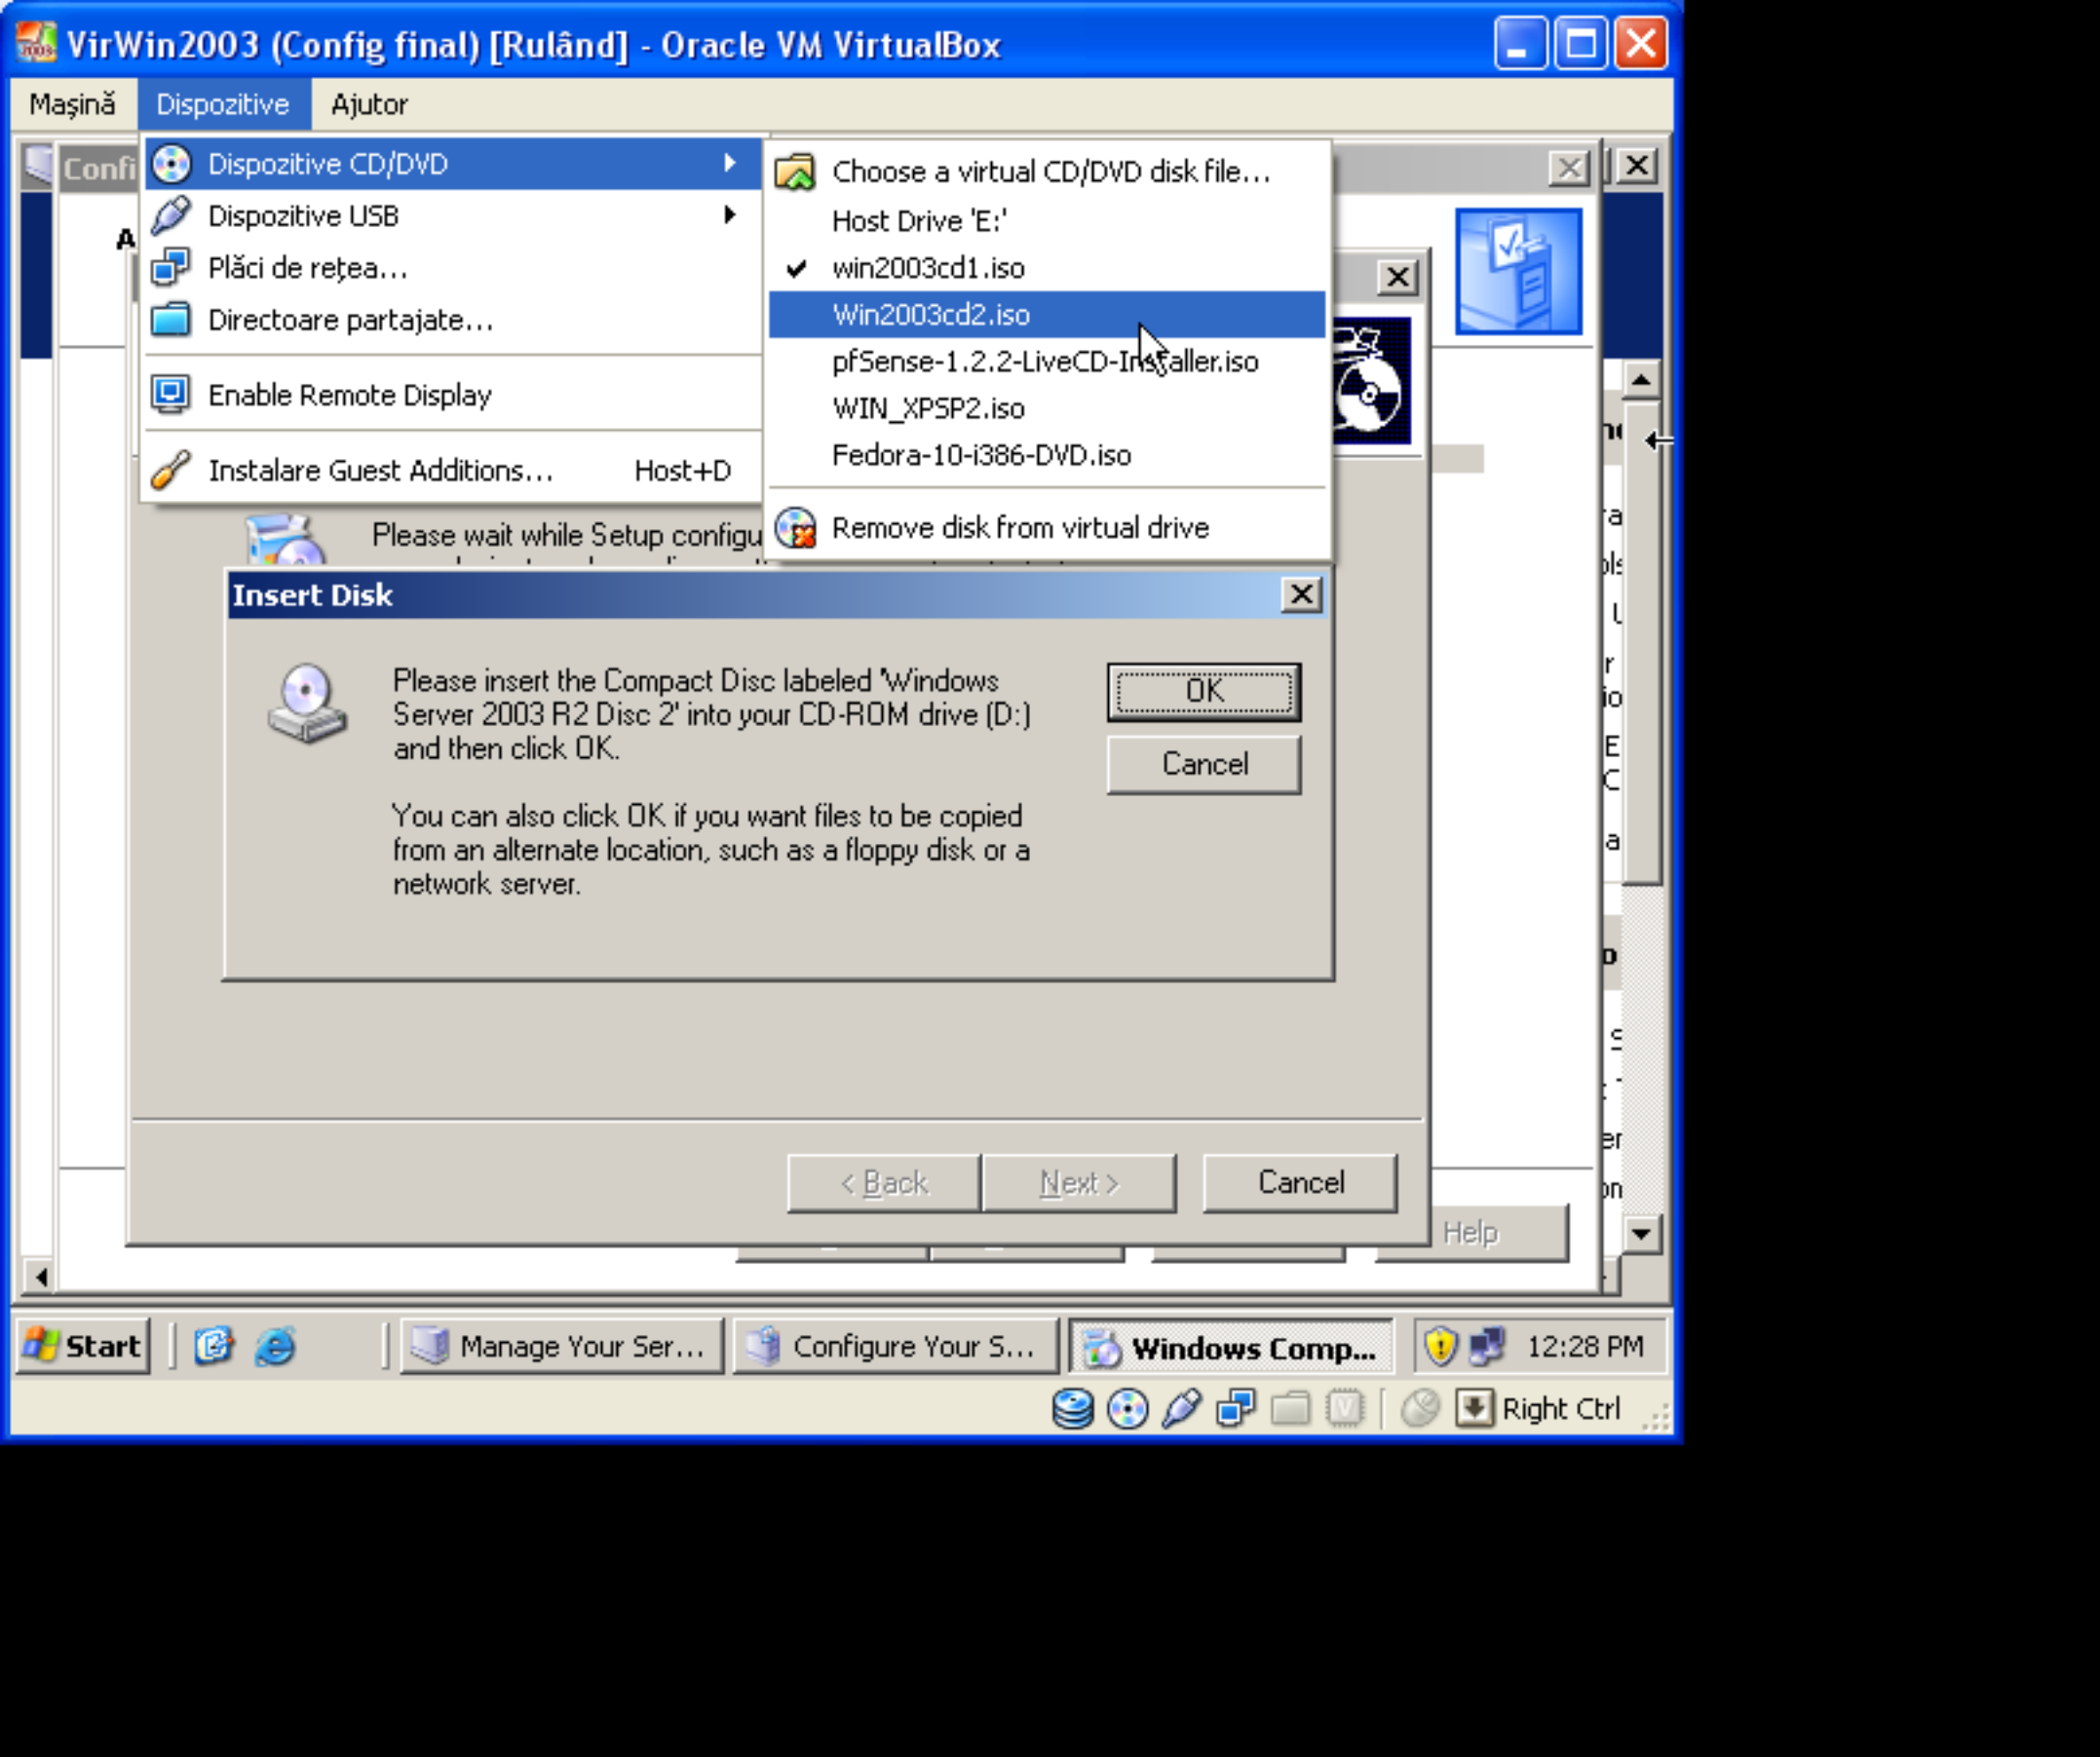 VirWin2003 (Config final) [Rulând] - Oracle VM VirtualBox
Mașină Dispozitive Ajutor
Confi
Dispozitive CD/DVD
Dispozitive USB
Plăci de rețea...
Directoare partajate...
Enable Remote Display
Instalare Guest Additions... Host+D
Choose a virtual CD/DVD disk file...
Host Drive 'E:'
win2003cd1.iso
Win2003cd2.iso
pfSense-1.2.2-LiveCD-Installer.iso
WIN_XPSP2.iso
Fedora-10-i386-DVD.iso
Remove disk from virtual drive
Please wait while Setup configu
Insert Disk
Please insert the Compact Disc labeled 'Windows
Server 2003 R2 Disc 2' into your CD-ROM drive (D:)
and then click OK.
You can also click OK if you want files to be copied
from an alternate location, such as a floppy disk or a
network server.
OK
Cancel
< Back Next > Cancel
Help
Start Manage Your Ser... Configure Your S... Windows Comp... 12:28 PM
Right Ctrl